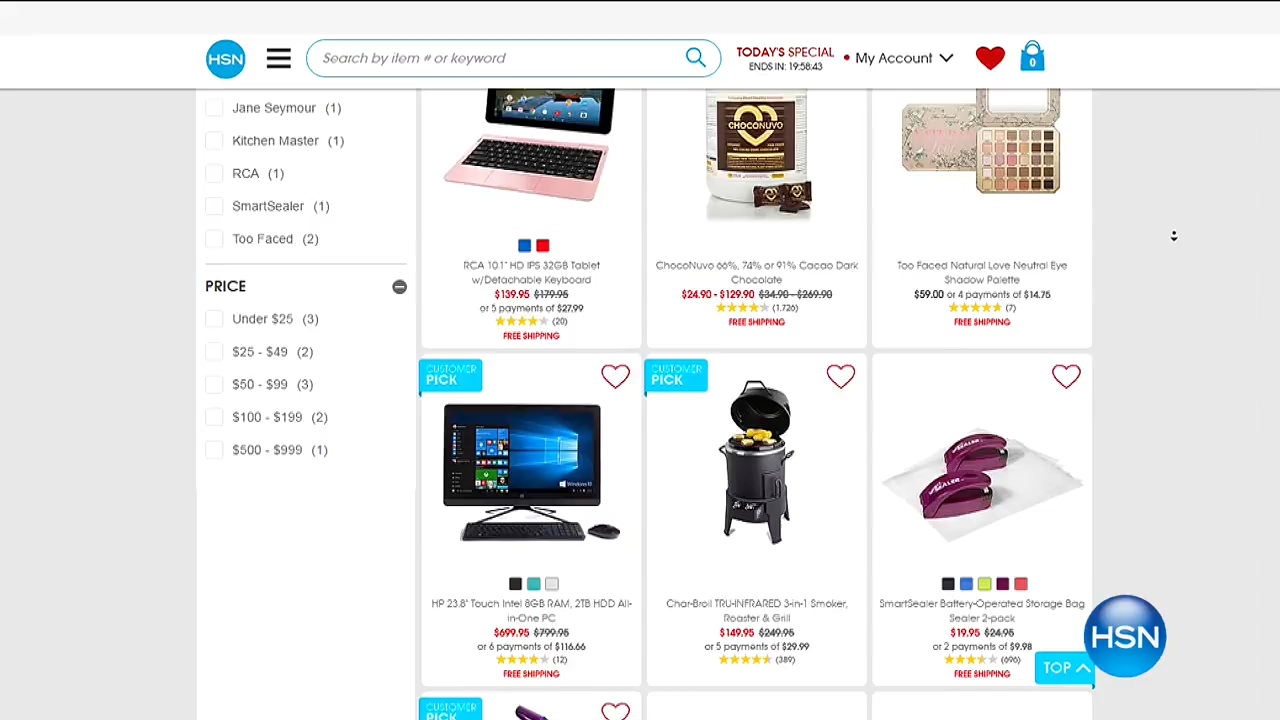 HSN
Search by item # or keyword
TODAY'S SPECIAL
ENDS IN: 19:58:43
My Account
0
Jane Seymour (1)
Kitchen Master (1)
RCA (1)
SmartSealer (1)
Too Faced (2)
PRICE
Under $25 (3)
$25 - $49 (2)
$50 - $99 (3)
$100 - $199 (2)
$500 - $999 (1)
CHOCONUVO
RCA 10.1" HD IPS 32GB Tablet
w/Detachable Keyboard
$139.95 $179.95
or 5 payments of $27.99
(20)
FREE SHIPPING
ChocoNuvo 66%, 74% or 91% Cacao Dark
Chocolate
$24.90 - $129.90 $34.90 - $269.90
(1,726)
FREE SHIPPING
Too Faced Natural Love Neutral Eye
Shadow Palette
$59.00 or 4 payments of $14.75
(7)
FREE SHIPPING
CUSTOMER
PICK
Windows 10
HP 23.8" Touch Intel 8GB RAM, 2TB HDD All-
in-One PC
$699.95 $799.95
or 6 payments of $116.66
(12)
FREE SHIPPING
CUSTOMER
PICK
Char-Broil TRU-INFRARED 3-in-1 Smoker,
Roaster & Grill
$149.95 $249.95
or 5 payments of $29.99
(389)
SmartSealer Battery-Operated Storage Bag
Sealer 2-pack
$19.95 $24.95
or 2 payments of $9.98
(696)
FREE SHIPPING
TOP
HSN
CUSTOMER
PICK